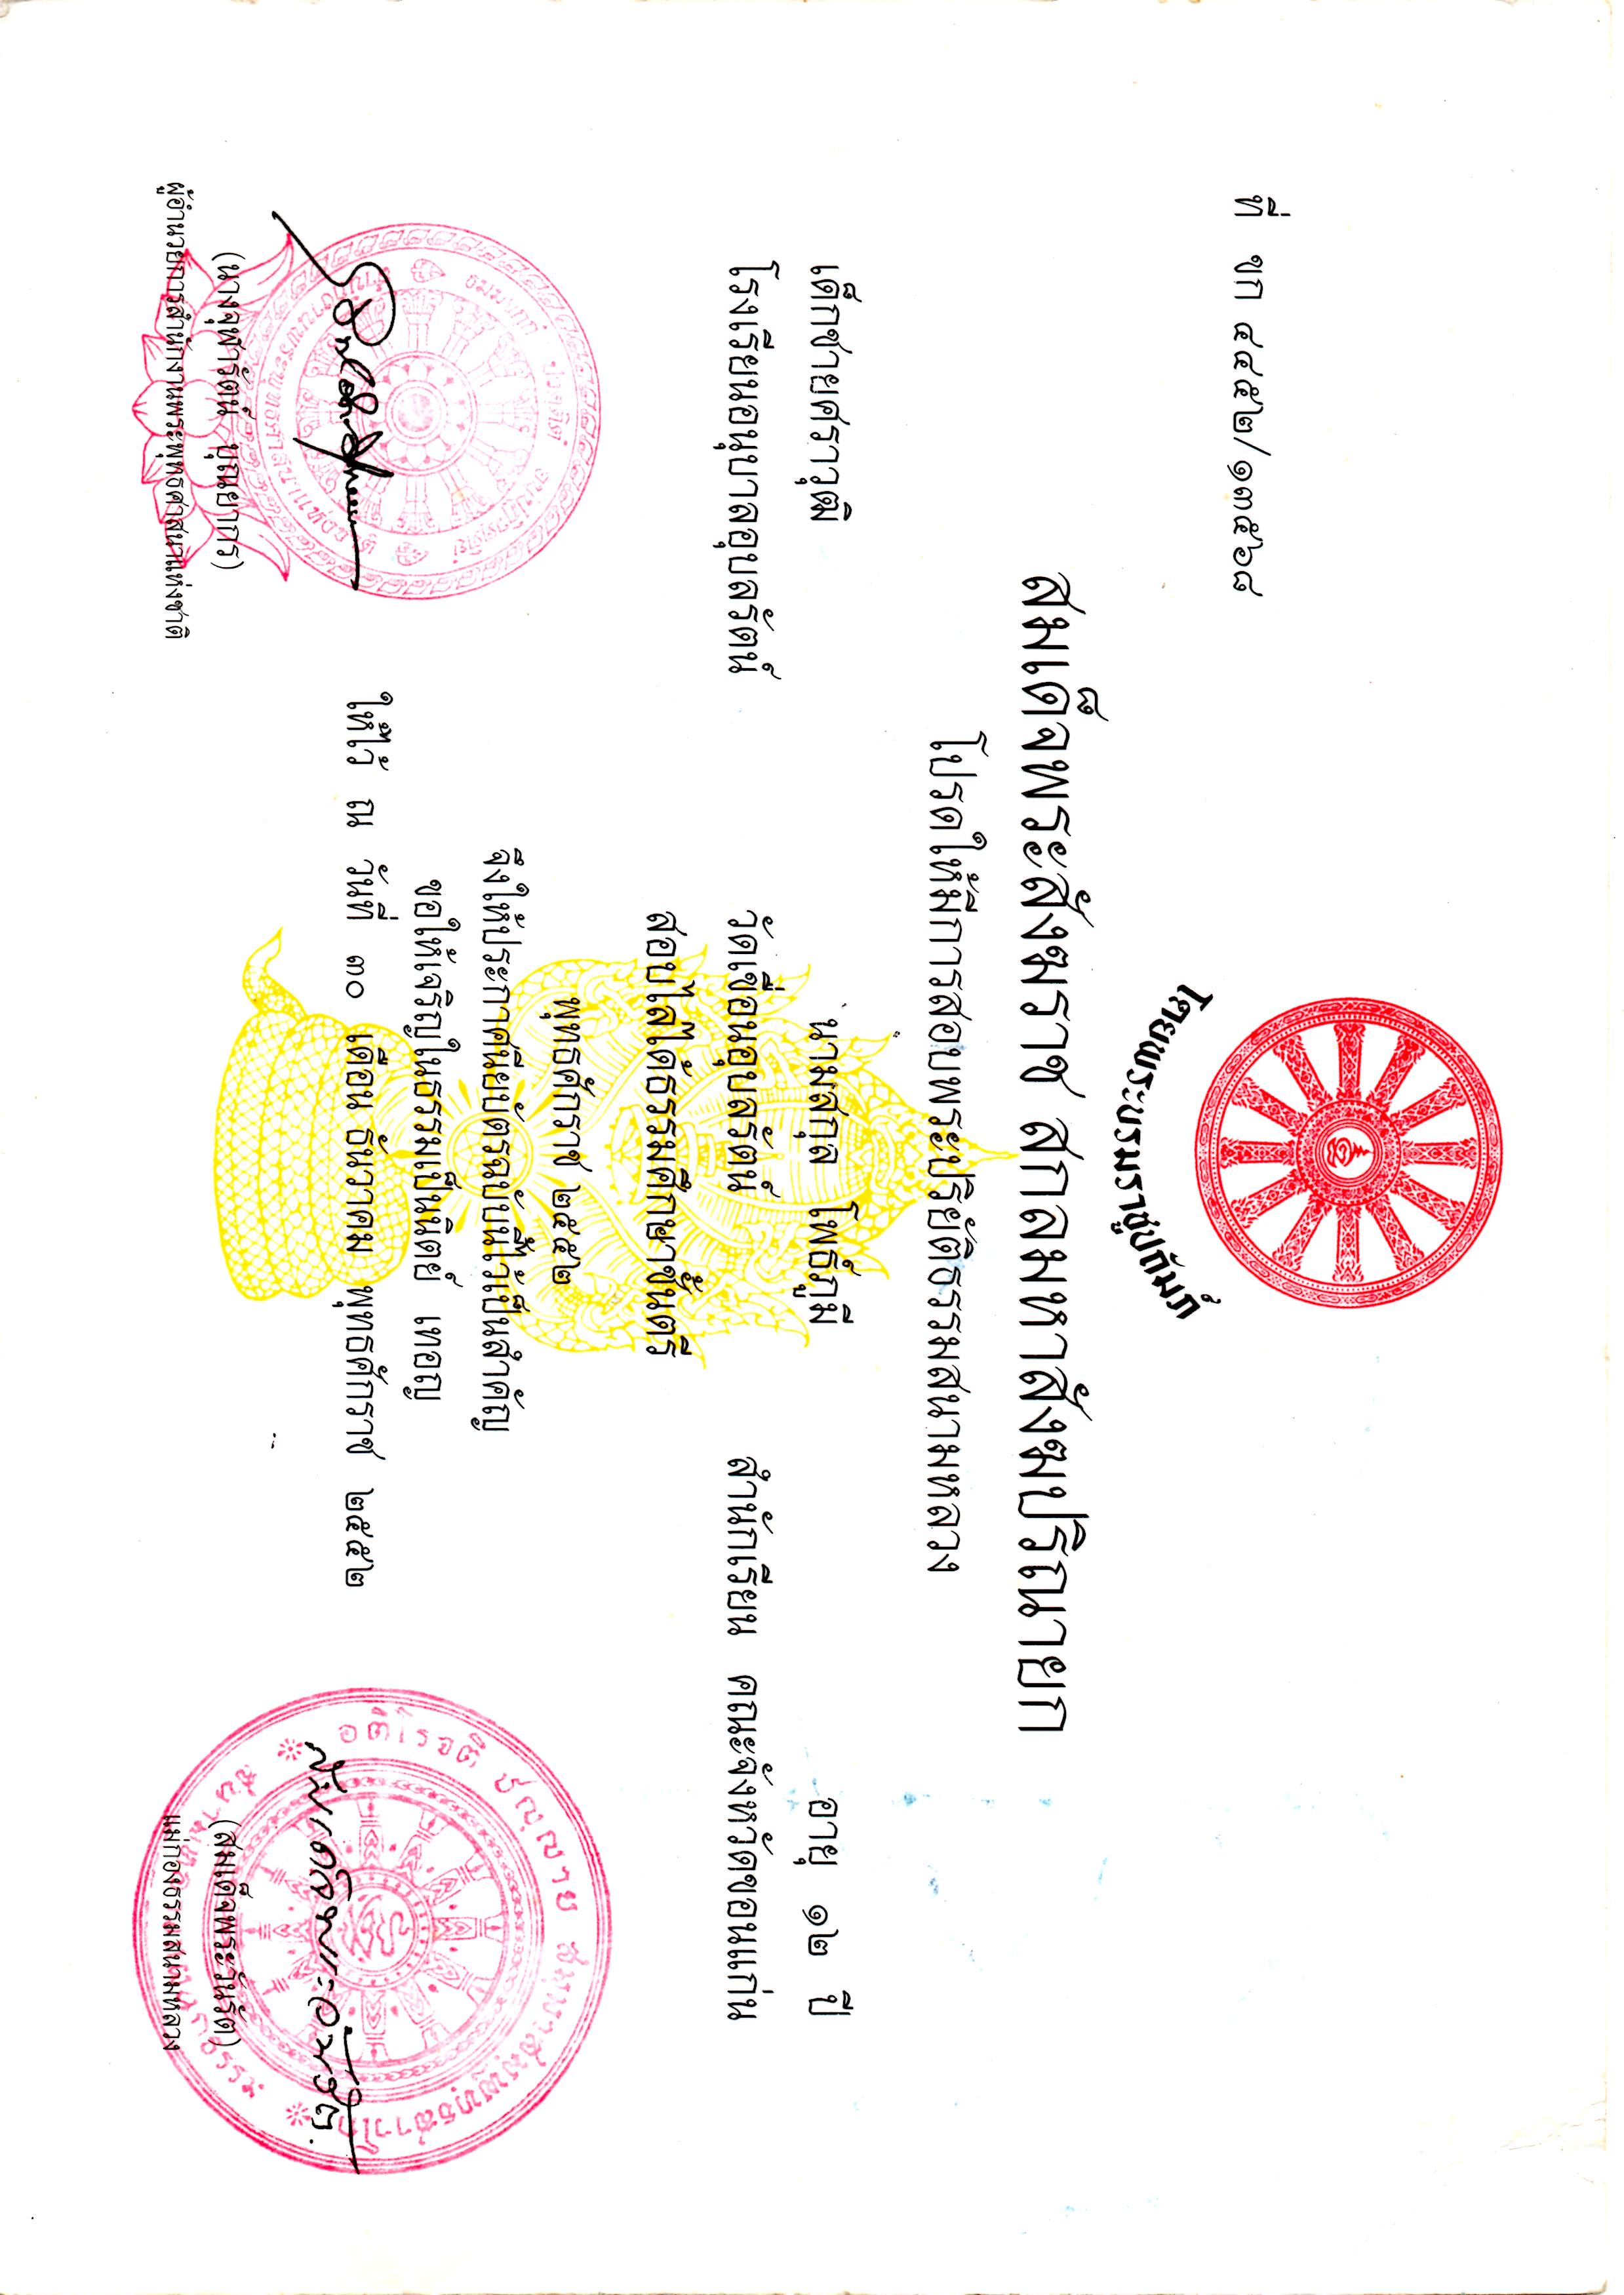 โดยพระบรมราชูปถัมภ์
ที่ ขก ๔๔๕๒/๑๓๕๖๘
สมเด็จพระสังฆราช สกลมหาสังฆปริณายก
โปรดให้มีการสอบพระปริยัติธรรมสนามหลวง
เด็กชายศราวุฒิ นามสกุล โพธ์ภูมี อายุ ๑๒ ปี
โรงเรียนอนุบาลอุบลรัตน์ วัดเขื่อนอุบลรัตน์ สำนักเรียน คณะจังหวัดขอนแก่น
สอบไล่ได้ธรรมศึกษาชั้นตรี
พุทธศักราช ๒๕๕๒
จึงให้ประกาศนียบัตรฉบับนี้ไว้เป็นสำคัญ
ขอให้เจริญในธรรมเป็นนิตย์ เทอญ
ให้ไว้ ณ วันที่ ๓๐ เดือน ธันวาคม พุทธศักราช ๒๕๕๒
สมเด็จพระวันรัต
(นางจุฬารัตน์ บุณยากร) (สมเด็จพระวันรัต)
ผู้อำนวยการสำนักงานพระพุทธศาสนาแห่งชาติ แม่กองธรรมสนามหลวง